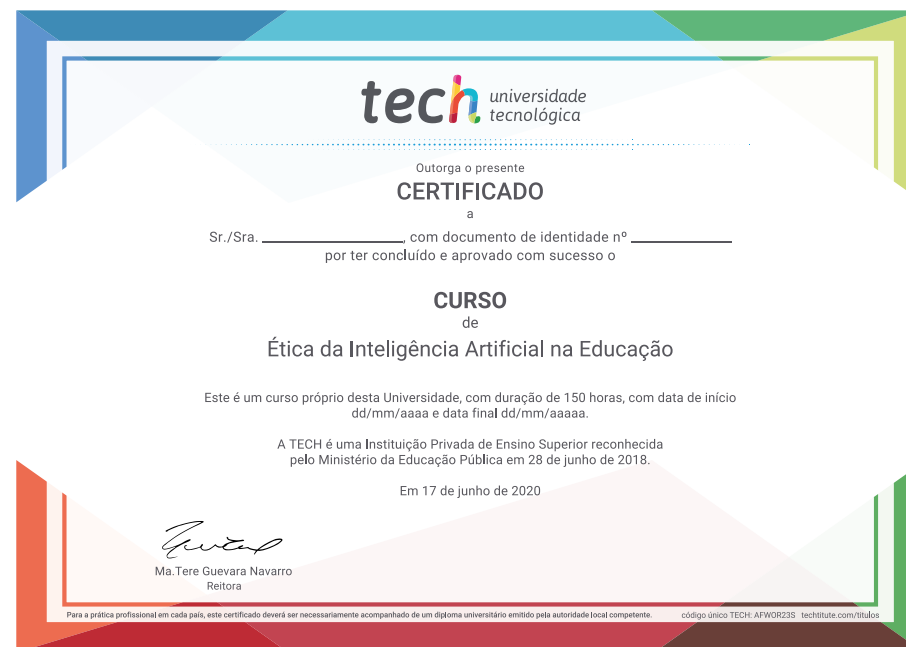 tech universidade
tecnológica
Outorga o presente
CERTIFICADO
a
Sr./Sra. ____________, com documento de identidade nº ____________
por ter concluído e aprovado com sucesso o
CURSO
de
Ética da Inteligência Artificial na Educação
Este é um curso próprio desta Universidade, com duração de 150 horas, com data de início
dd/mm/aaaa e data final dd/mm/aaaaa.
A TECH é uma Instituição Privada de Ensino Superior reconhecida
pelo Ministério da Educação Pública em 28 de junho de 2018.
Em 17 de junho de 2020
Ma.Tere Guevara Navarro
Reitora
Para a prática profissional em cada país, este certificado deverá ser necessariamente acompanhado de um diploma universitário emitido pela autoridade local competente. código único TECH: AFWOR23S techtitute.com/titulos